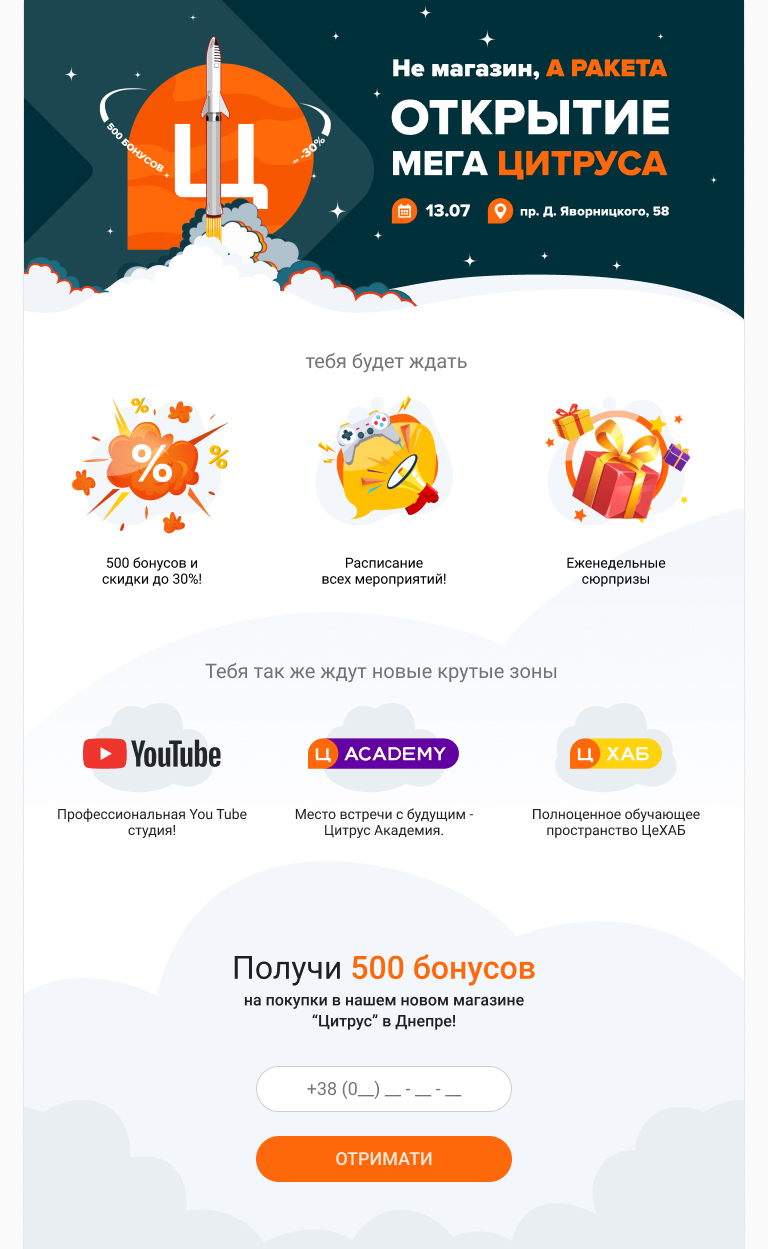 Не магазин, А РАКЕТА
ОТКРЫТИЕ
МЕГА ЦИТРУСА
13.07 пр. Д. Яворницкого, 58
500 БОНУСОВ
Ц
-30%
тебя будет ждать
%
%
%
500 бонусов и
скидки до 30%!
Расписание
всех мероприятий!
Еженедельные
сюрпризы
Тебя так же ждут новые крутые зоны
YouTube
Ц ACADEMY
Ц ХАБ
Профессиональная You Tube
студия!
Место встречи с будущим -
Цитрус Академия.
Полноценное обучающее
пространство ЦеХАБ
Получи 500 бонусов
на покупки в нашем новом магазине
“Цитрус” в Днепре!
+38 (0__) __ - __ - __
ОТРИМАТИ